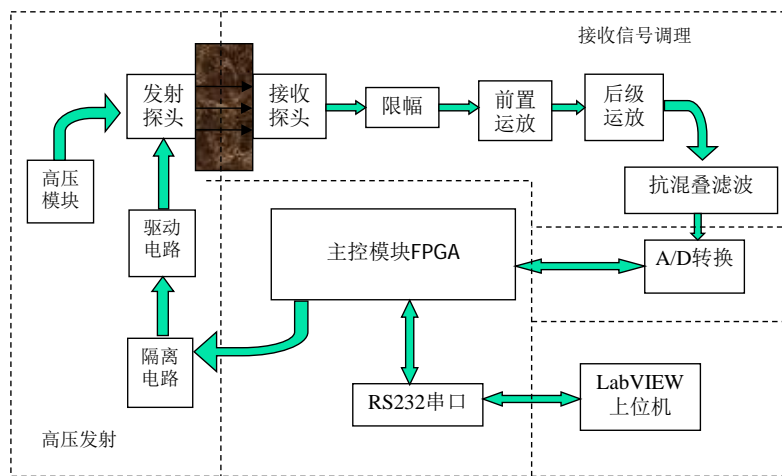 接收信号调理
发射
探头
接收
探头
限幅
前置
运放
后级
运放
高压
模块
抗混叠滤波
驱动
电路
主控模块FPGA
A/D转换
隔离
电路
RS232串口
LabVIEW
上位机
高压发射